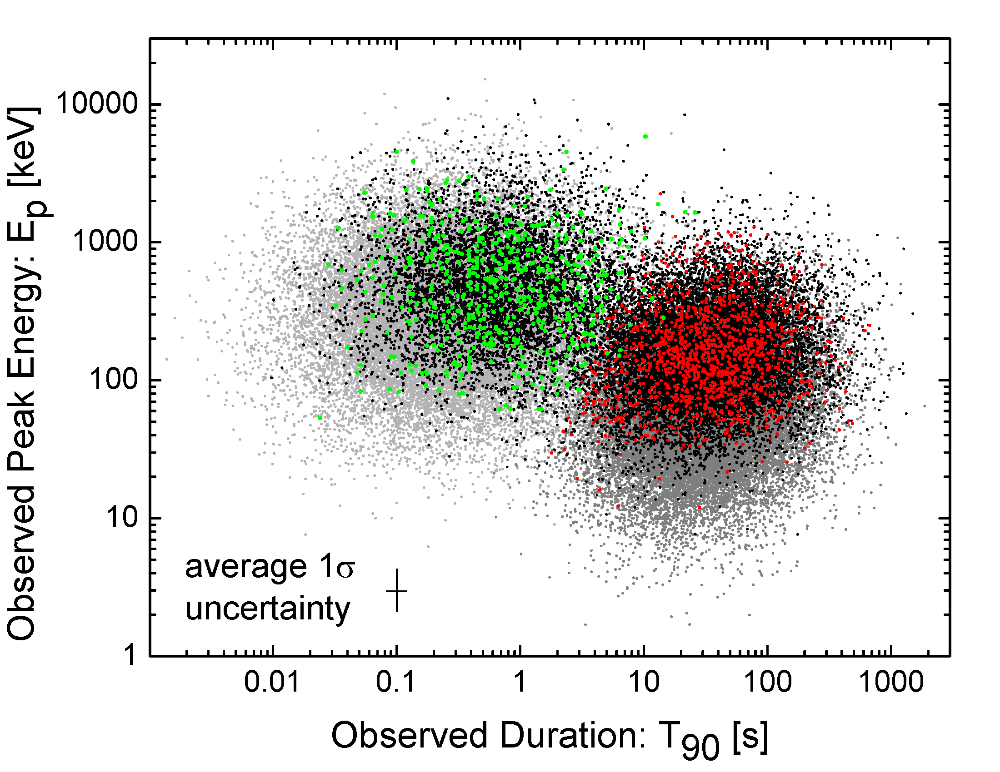 Observed Peak Energy: Ep [keV]
10000
1000
100
10
1
average 1σ
uncertainty
0.01 0.1 1 10 100 1000
Observed Duration: T90 [s]